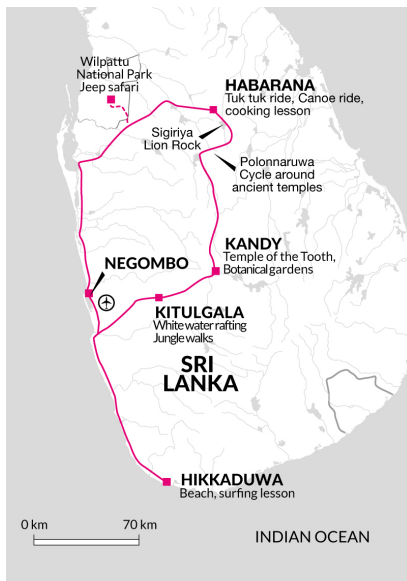 Wilpattu
National Park
Jeep safari
HABARANA
Tuk tuk ride, Canoe ride,
cooking lesson
Sigiriya
Lion Rock
Polonnaruwa
Cycle around
ancient temples
KANDY
Temple of the Tooth,
Botanical gardens
NEGOMBO
KITULGALA
White water rafting
Jungle walks
SRI
LANKA
HIKKADUWA
Beach, surfing lesson
0 km
70 km
INDIAN OCEAN